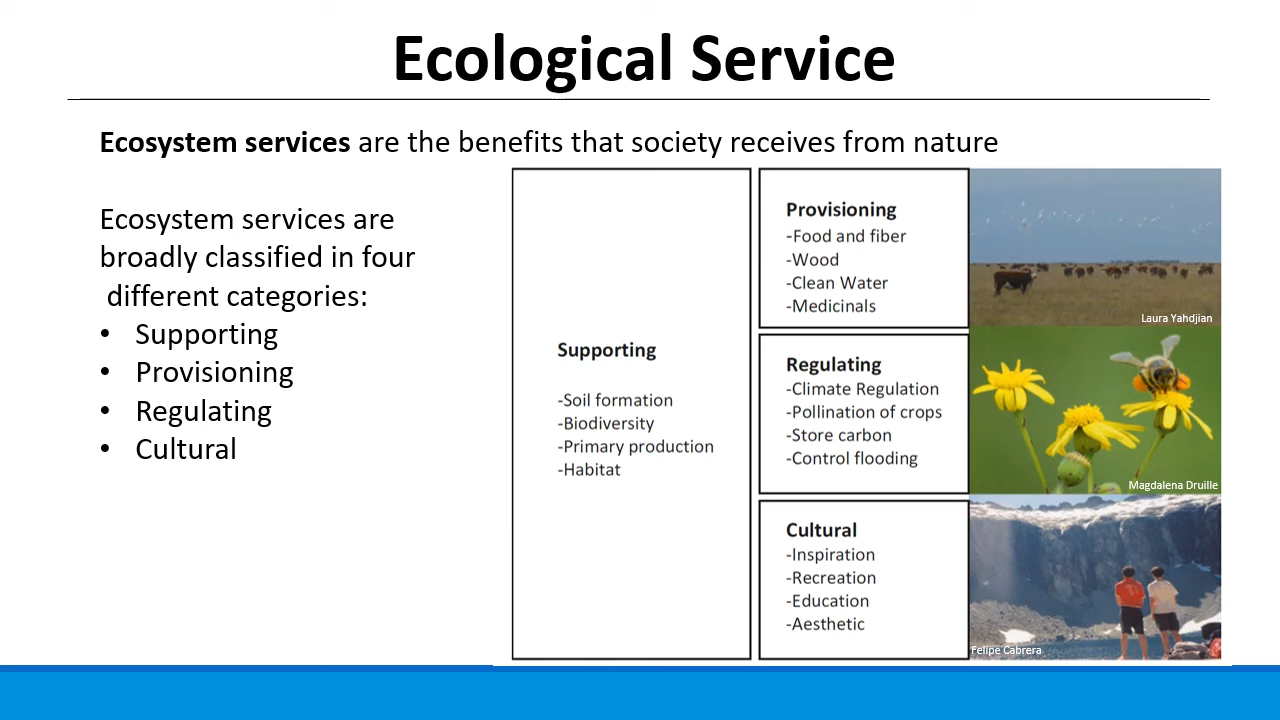 Ecological Service
Ecosystem services are the benefits that society receives from nature
Ecosystem services are
broadly classified in four
different categories:
• Supporting
• Provisioning
• Regulating
• Cultural
Supporting
-Soil formation
-Biodiversity
-Primary production
-Habitat
Provisioning
-Food and fiber
-Wood
-Clean Water
-Medicinals
Laura Yahdjian
Regulating
-Climate Regulation
-Pollination of crops
-Store carbon
-Control flooding
Magdalena Druille
Cultural
-Inspiration
-Recreation
-Education
-Aesthetic
Felipe Cabrera